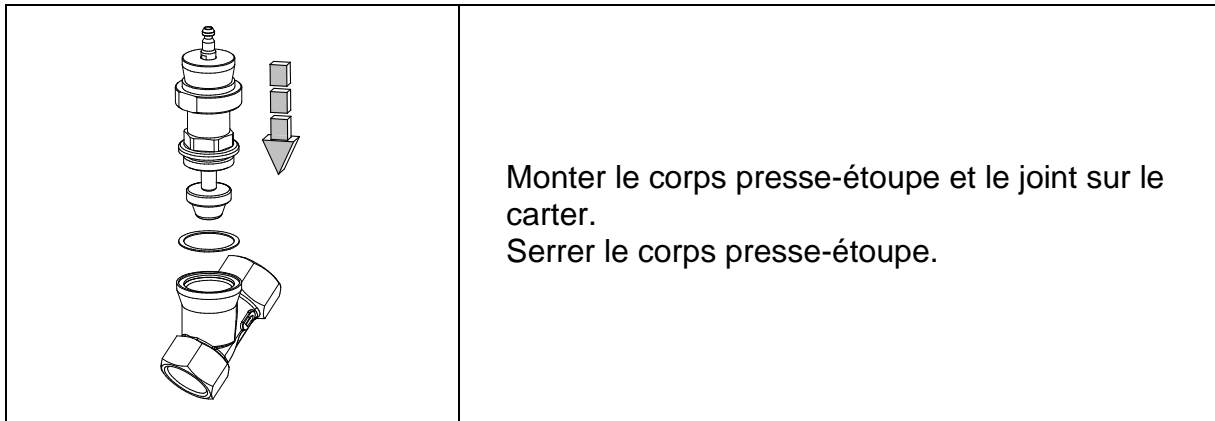 Monter le corps presse-étoupe et le joint sur le
carter.
Serrer le corps presse-étoupe.